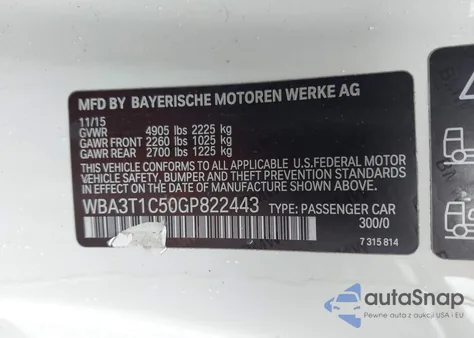 MFD BY BAYERISCHE MOTOREN WERKE AG
11/15
GVWR 4905 lbs 2225 kg
GAWR FRONT 2260 lbs 1025 kg
GAWR REAR 2700 lbs 1225 kg
THIS VEHICLE CONFORMS TO ALL APPLICABLE U.S.FEDERAL MOTOR
VEHICLE SAFETY, BUMPER AND THEFT PREVENTION STANDARDS
IN EFFECT ON THE DATE OF MANUFACTURE SHOWN ABOVE.
WBA3T1C50GP822443 TYPE: PASSENGER CAR
300/0
7 315 814
autoSnap
Pewne auta z aukcji USA i EU